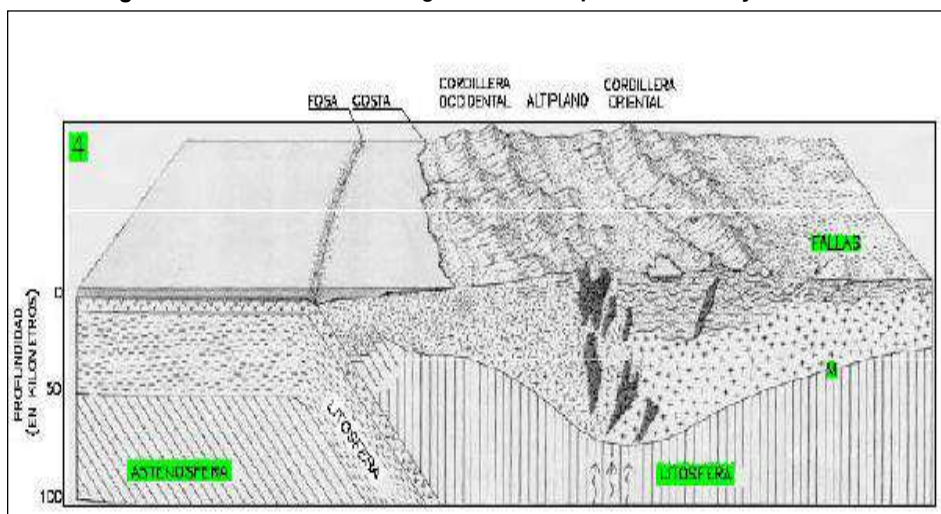 FOSA COSTA
CORDILLERA OCCIDENTAL
ALTIPLANO
CORDILLERA ORIENTAL
4
FALLAS
0
50
100
PROFUNDIDAD
(EN KILOMETROS)
M
LITOSFERA
ASTENOSFERA
LITOSFERA